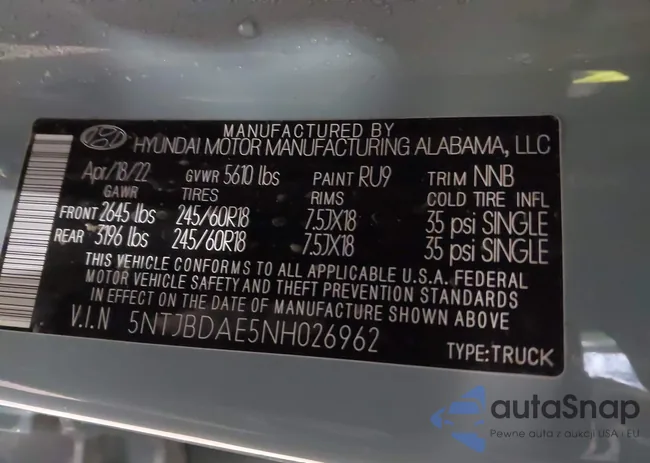 MANUFACTURED BY
HYUNDAI MOTOR MANUFACTURING ALABAMA, LLC
Apr/18/22 GVWR 5610 lbs PAINT RU9 TRIM NNB
GAWR TIRES RIMS COLD TIRE INFL
FRONT 2645 lbs 245/60R18 7.5JX18 35 psi SINGLE
REAR 3196 lbs 245/60R18 7.5JX18 35 psi SINGLE
THIS VEHICLE CONFORMS TO ALL APPLICABLE U.S.A. FEDERAL
MOTOR VEHICLE SAFETY AND THEFT PREVENTION STANDARDS
IN EFFECT ON THE DATE OF MANUFACTURE SHOWN ABOVE
V.I.N 5NTJBDAE5NH026962
TYPE:TRUCK
autaSnap
Pewne auta z aukcji USA i EU